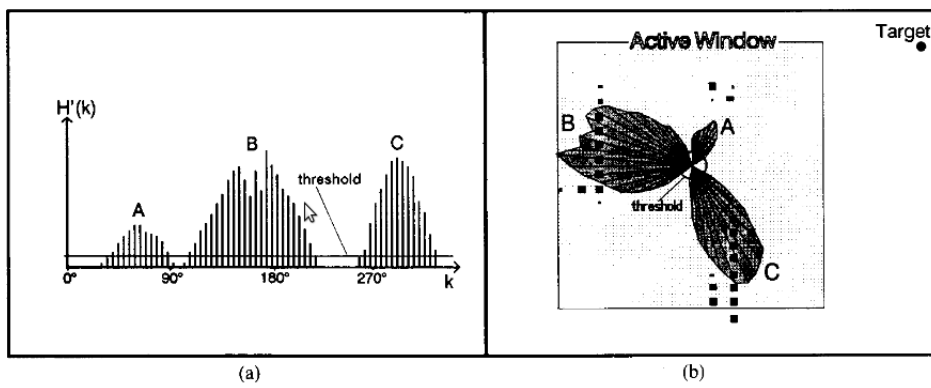 H'(k)
A
B
C
threshold
0°
90°
180°
270°
k
(a)
Active Window
Target
B
A
threshold
C
(b)